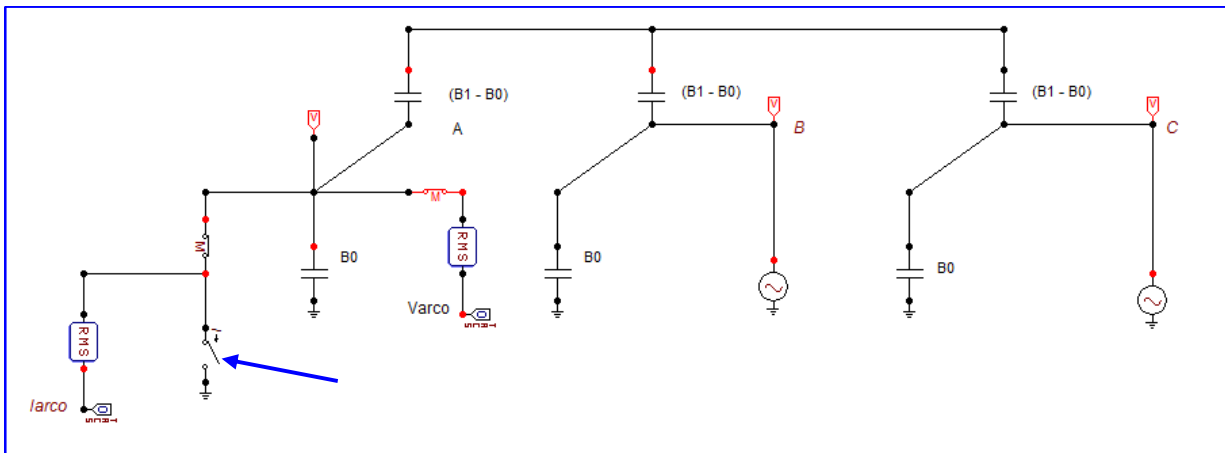 (B1 - B0)
(B1 - B0)
(B1 - B0)
A
B
C
V
V
V
M
M
RMS
B0
B0
B0
Varco
RMS
I
Iarco